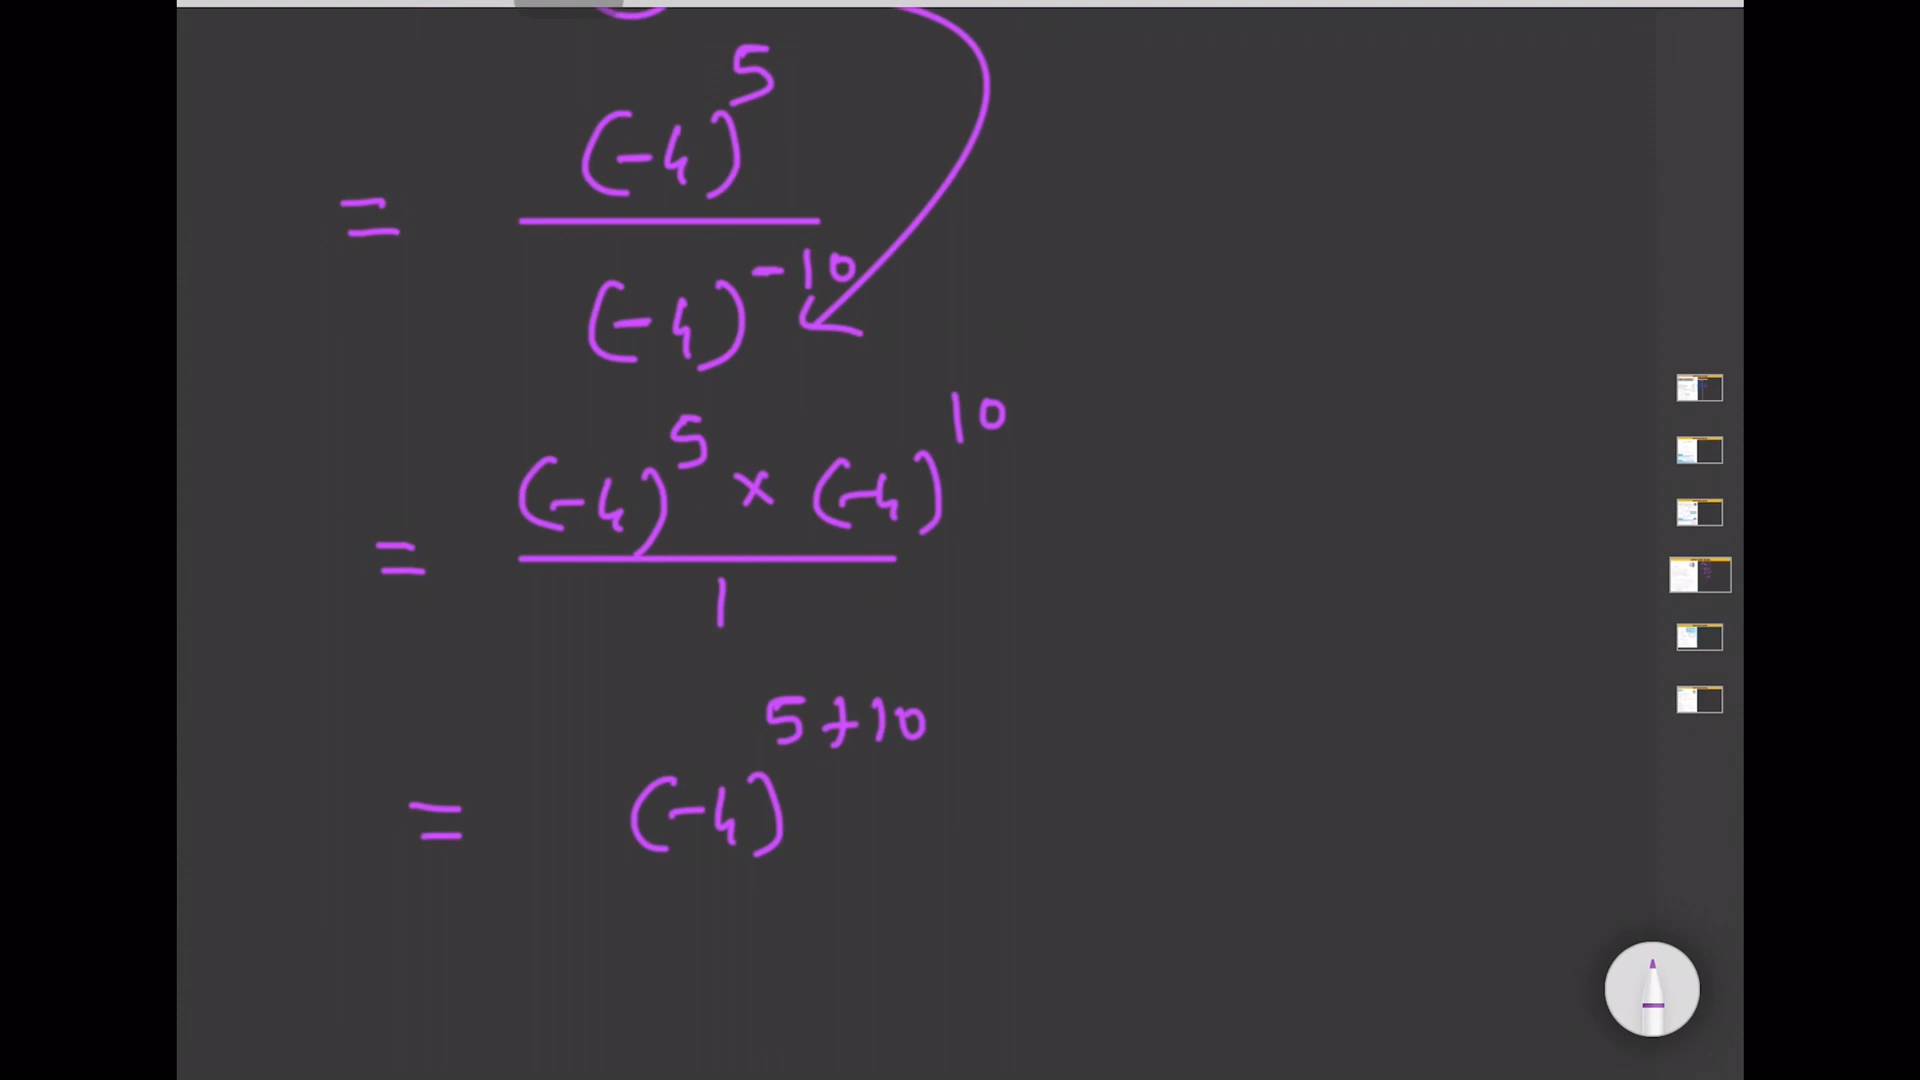 = (-4)^5 / (-4)^-10
= (-4)^5 × (-4)^10 / 1
= (-4)^5+10